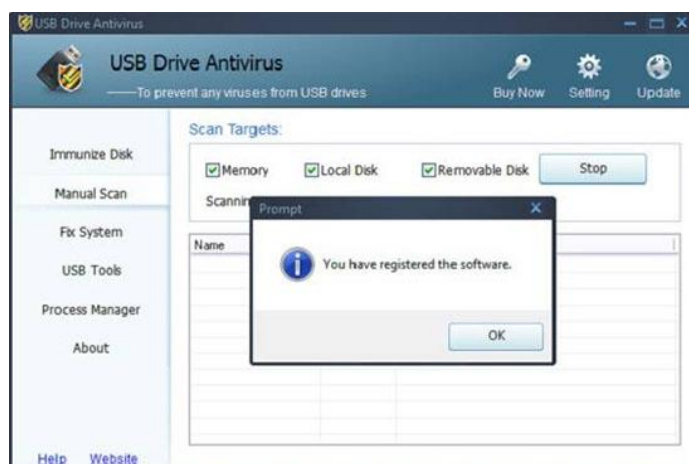 USB Drive Antivirus
USB Drive Antivirus
——To prevent any viruses from USB drives
Buy Now
Setting
Update
Scan Targets:
Immunize Disk
Manual Scan
Fix System
USB Tools
Process Manager
About
Help
Website
Memory
Local Disk
Removable Disk
Stop
Name
Prompt
You have registered the software.
OK